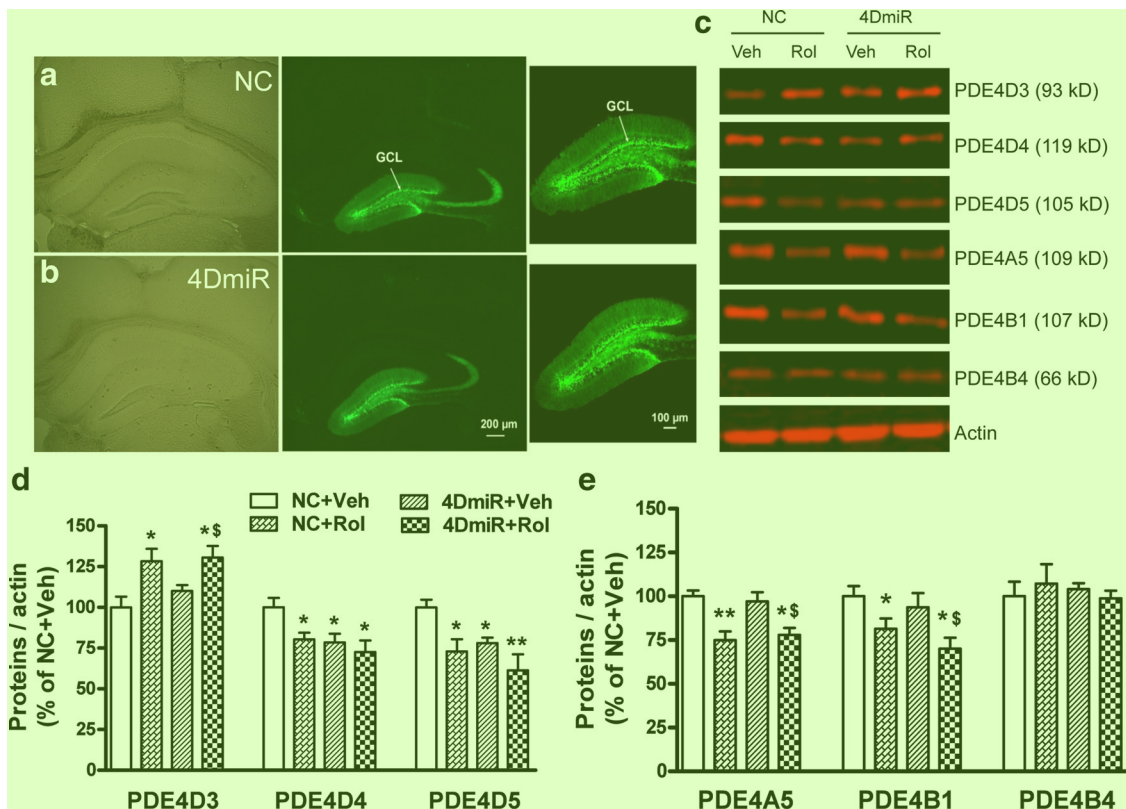 a
NC
GCL
GCL
b
4DmiR
200 µm
100 µm
c
NC 4DmiR
Veh Rol Veh Rol
PDE4D3 (93 kD)
PDE4D4 (119 kD)
PDE4D5 (105 kD)
PDE4A5 (109 kD)
PDE4B1 (107 kD)
PDE4B4 (66 kD)
Actin
d
NC+Veh 4DmiR+Veh
NC+Rol 4DmiR+Rol
Proteins / actin
(% of NC+Veh)
150
125
100
75
50
25
0
* *$
* * *
* * **
PDE4D3 PDE4D4 PDE4D5
e
Proteins / actin
(% of NC+Veh)
150
125
100
75
50
25
0
** *$
* *$
PDE4A5 PDE4B1 PDE4B4